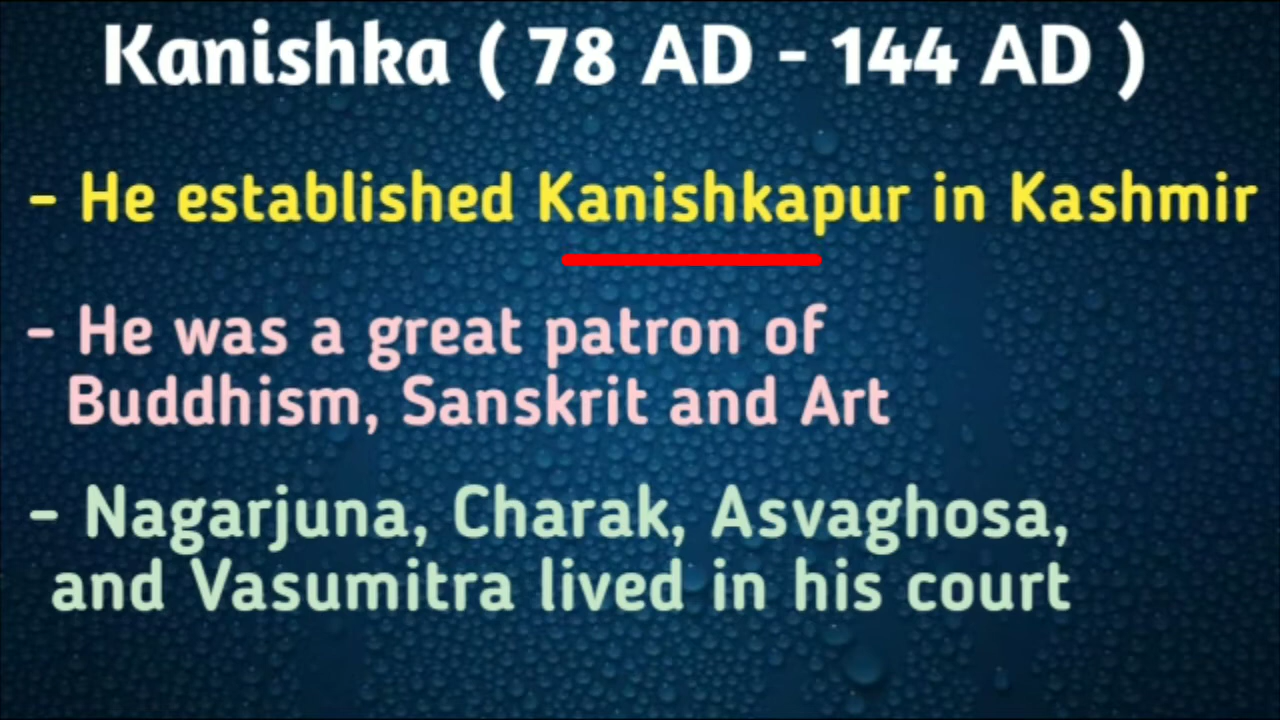 Kanishka ( 78 AD - 144 AD )
- He established Kanishkapur in Kashmir
- He was a great patron of
Buddhism, Sanskrit and Art
- Nagarjuna, Charak, Asvaghosa,
and Vasumitra lived in his court